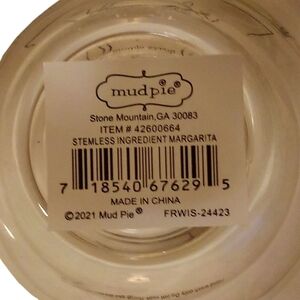 mudpie®
Stone Mountain,GA 30083
ITEM # 42600664
STEMLESS INGREDIENT MARGARITA
7 18540 67629 5
MADE IN CHINA
©2021 Mud Pie® FRWIS-24423